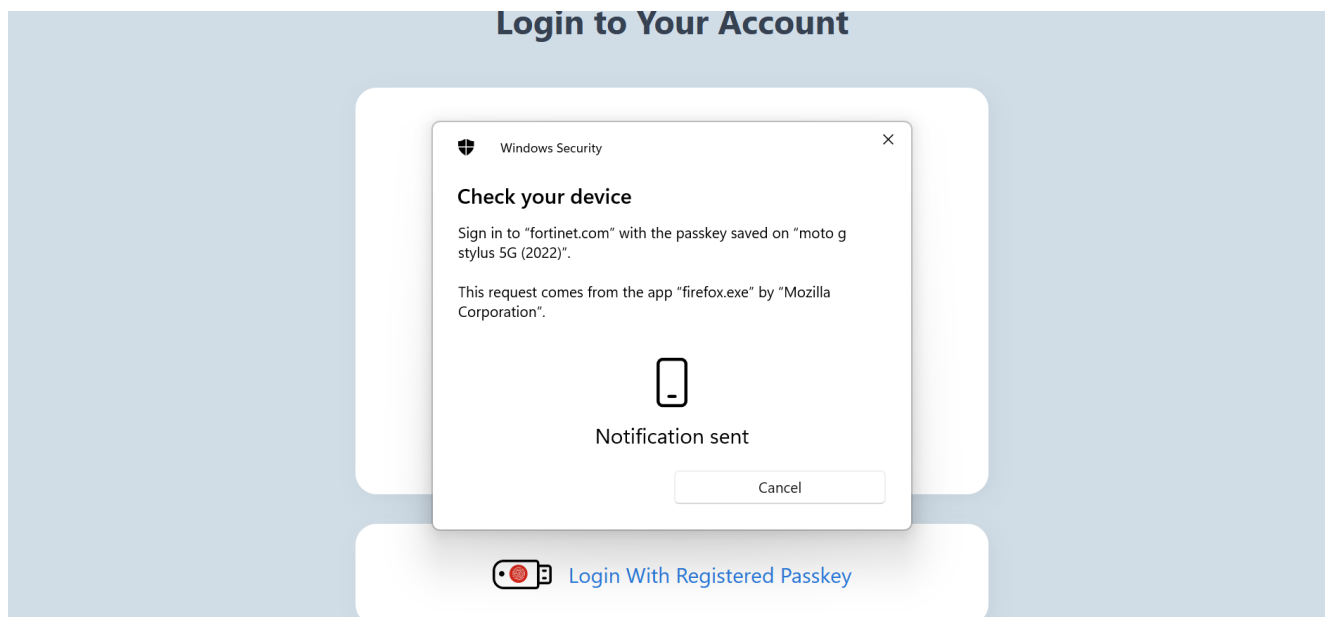 Login to Your Account
Windows Security
Check your device
Sign in to “fortinet.com” with the passkey saved on “moto g
stylus 5G (2022)”.
This request comes from the app “firefox.exe” by “Mozilla
Corporation”.
Notification sent
Cancel
Login With Registered Passkey